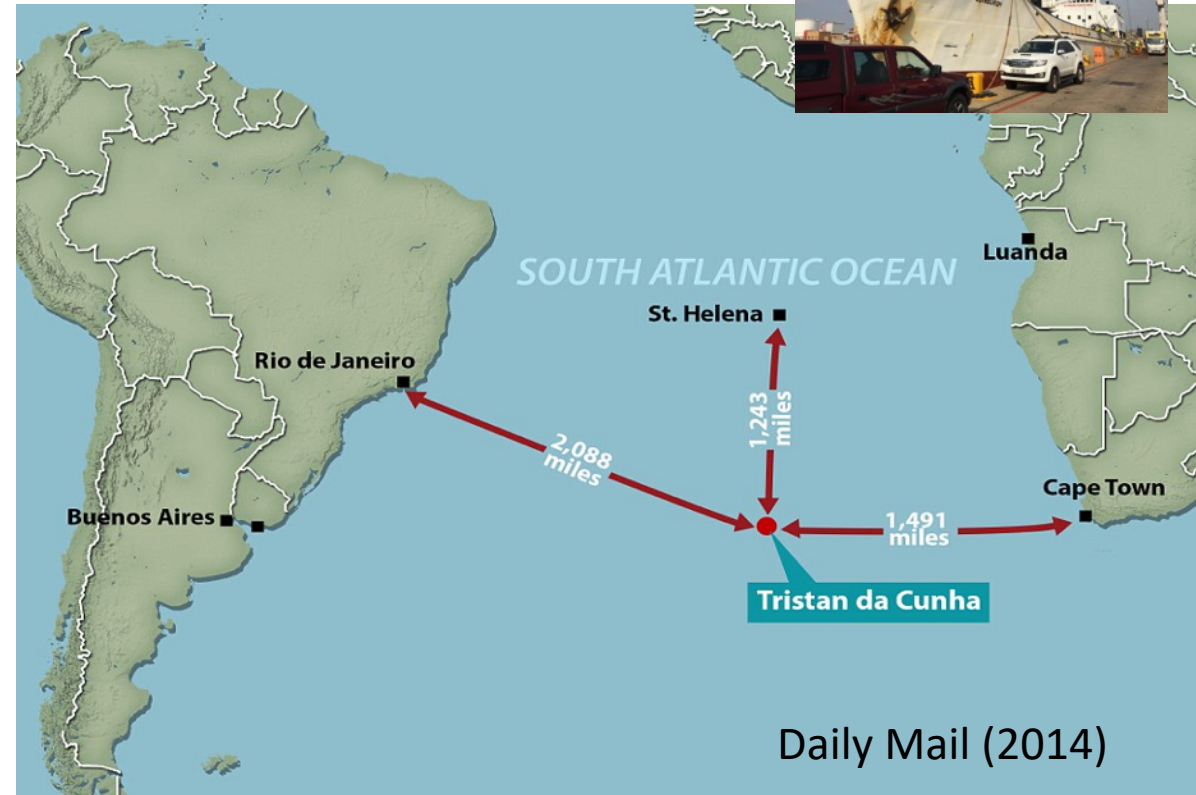 Luanda
SOUTH ATLANTIC OCEAN
St. Helena
Rio de Janeiro
1,243
miles
2,088
miles
Cape Town
Buenos Aires
1,491
miles
Tristan da Cunha
Daily Mail (2014)